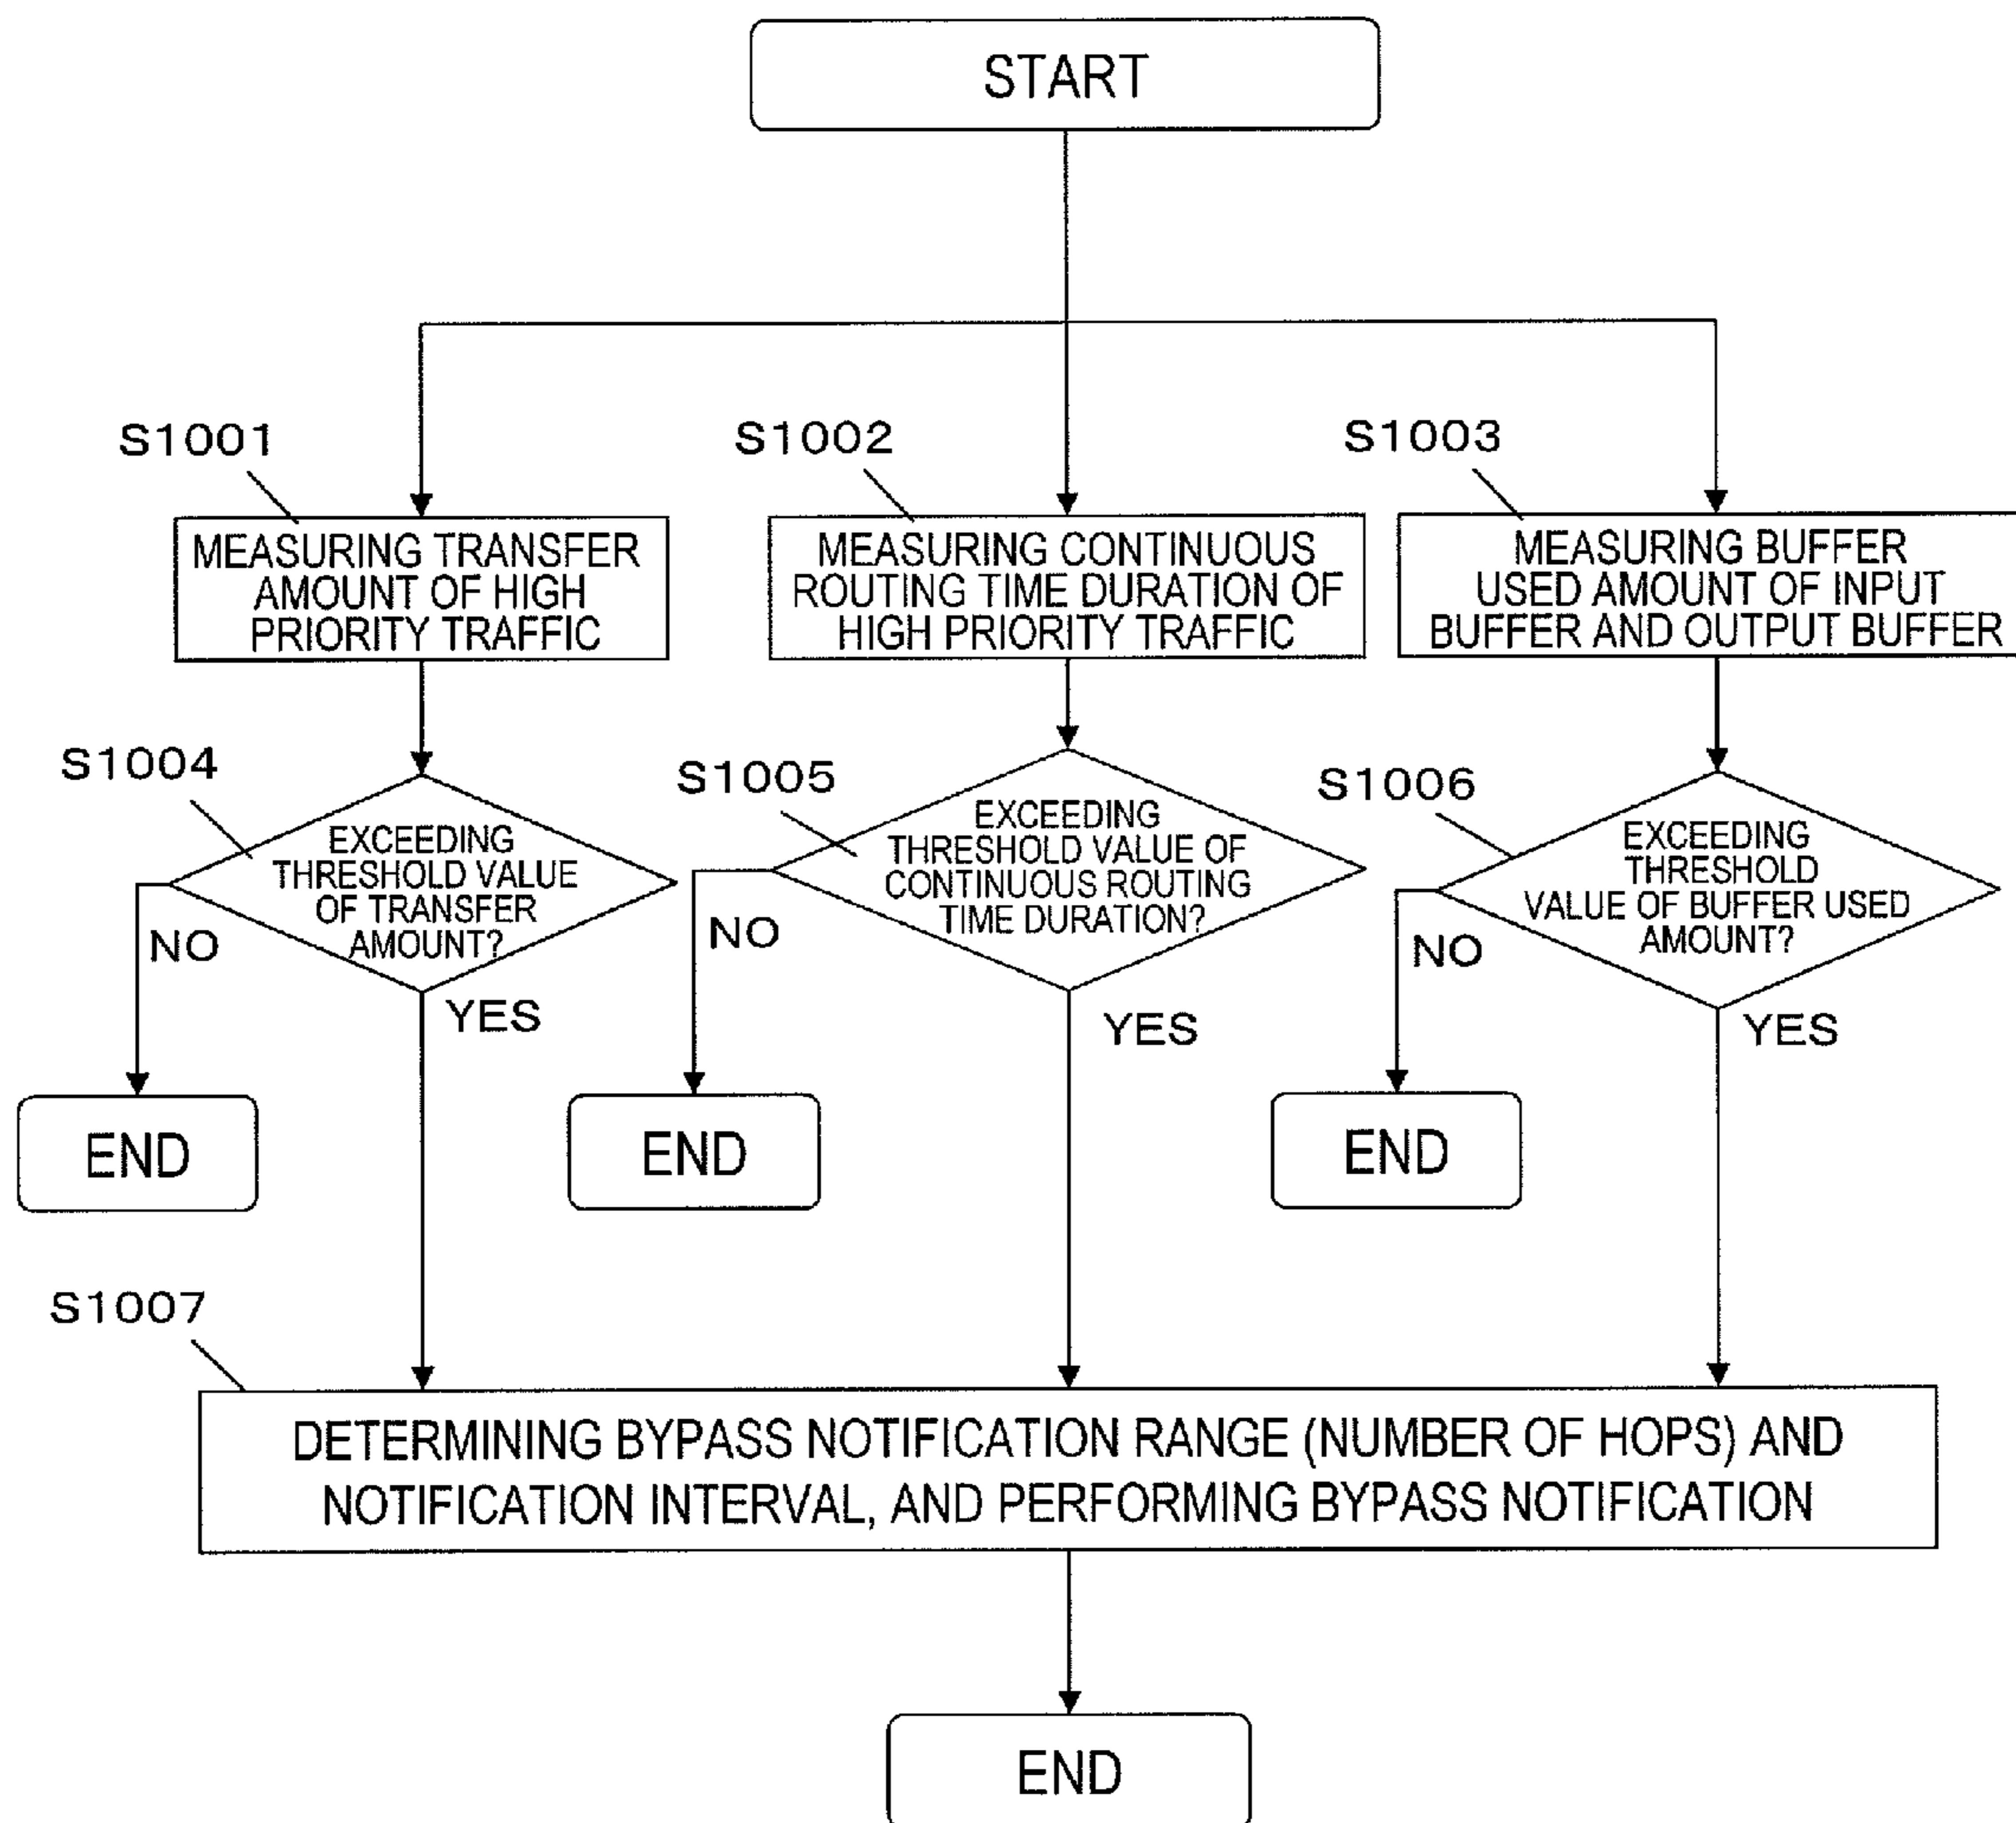 START
S1001
S1002
S1003
MEASURING TRANSFER
AMOUNT OF HIGH
PRIORITY TRAFFIC
MEASURING CONTINUOUS
ROUTING TIME DURATION OF
HIGH PRIORITY TRAFFIC
MEASURING BUFFER
USED AMOUNT OF INPUT
BUFFER AND OUTPUT BUFFER
S1004
S1005
S1006
EXCEEDING
THRESHOLD VALUE
OF TRANSFER
AMOUNT?
EXCEEDING
THRESHOLD VALUE OF
CONTINUOUS ROUTING
TIME DURATION?
EXCEEDING
THRESHOLD
VALUE OF BUFFER USED
AMOUNT?
NO
NO
NO
YES
YES
YES
END
END
END
S1007
DETERMINING BYPASS NOTIFICATION RANGE (NUMBER OF HOPS) AND
NOTIFICATION INTERVAL, AND PERFORMING BYPASS NOTIFICATION
END